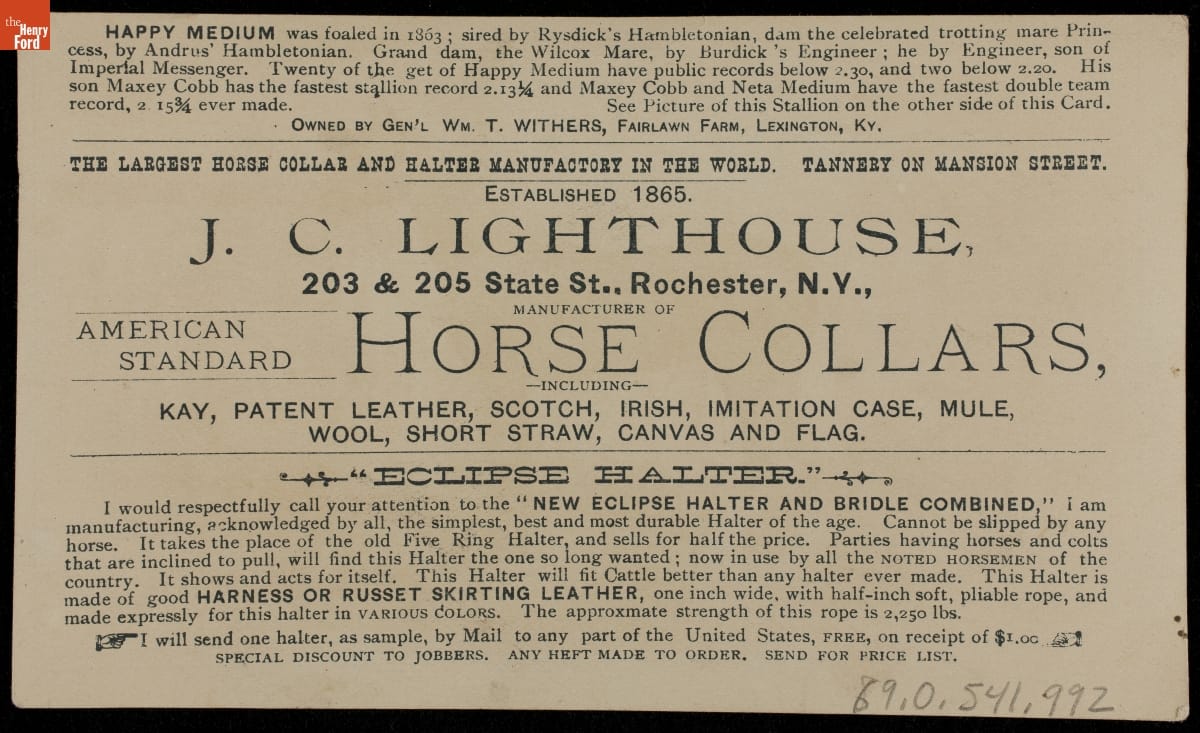 the
Henry
Ford
HAPPY MEDIUM was foaled in 1863 ; sired by Rysdick's Hambletonian, dam the celebrated trotting mare Prin-
cess, by Andrus' Hambletonian. Grand dam, the Wilcox Mare, by Burdick 's Engineer ; he by Engineer, son of
Imperial Messenger. Twenty of the get of Happy Medium have public records below 2.30, and two below 2.20. His
son Maxey Cobb has the fastest stallion record 2.13¼ and Maxey Cobb and Neta Medium have the fastest double team
record, 2 15¾ ever made. See Picture of this Stallion on the other side of this Card.
OWNED BY GEN'L WM. T. WITHERS, FAIRLAWN FARM, LEXINGTON, KY.
THE LARGEST HORSE COLLAR AND HALTER MANUFACTORY IN THE WORLD. TANNERY ON MANSION STREET.
ESTABLISHED 1865.
J. C. LIGHTHOUSE,
203 & 205 State St., Rochester, N.Y.,
MANUFACTURER OF
AMERICAN STANDARD HORSE COLLARS,
—INCLUDING—
KAY, PATENT LEATHER, SCOTCH, IRISH, IMITATION CASE, MULE,
WOOL, SHORT STRAW, CANVAS AND FLAG.
"ECLIPSE HALTER."
I would respectfully call your attention to the "NEW ECLIPSE HALTER AND BRIDLE COMBINED," I am
manufacturing, acknowledged by all, the simplest, best and most durable Halter of the age. Cannot be slipped by any
horse. It takes the place of the old Five Ring Halter, and sells for half the price. Parties having horses and colts
that are inclined to pull, will find this Halter the one so long wanted ; now in use by all the NOTED HORSEMEN of the
country. It shows and acts for itself. This Halter will fit Cattle better than any halter ever made. This Halter is
made of good HARNESS OR RUSSET SKIRTING LEATHER, one inch wide, with half-inch soft, pliable rope, and
made expressly for this halter in VARIOUS COLORS. The approxmate strength of this rope is 2,250 lbs.
I will send one halter, as sample, by Mail to any part of the United States, FREE, on receipt of $1.00
SPECIAL DISCOUNT TO JOBBERS. ANY HEFT MADE TO ORDER. SEND FOR PRICE LIST.
89.0.541.992